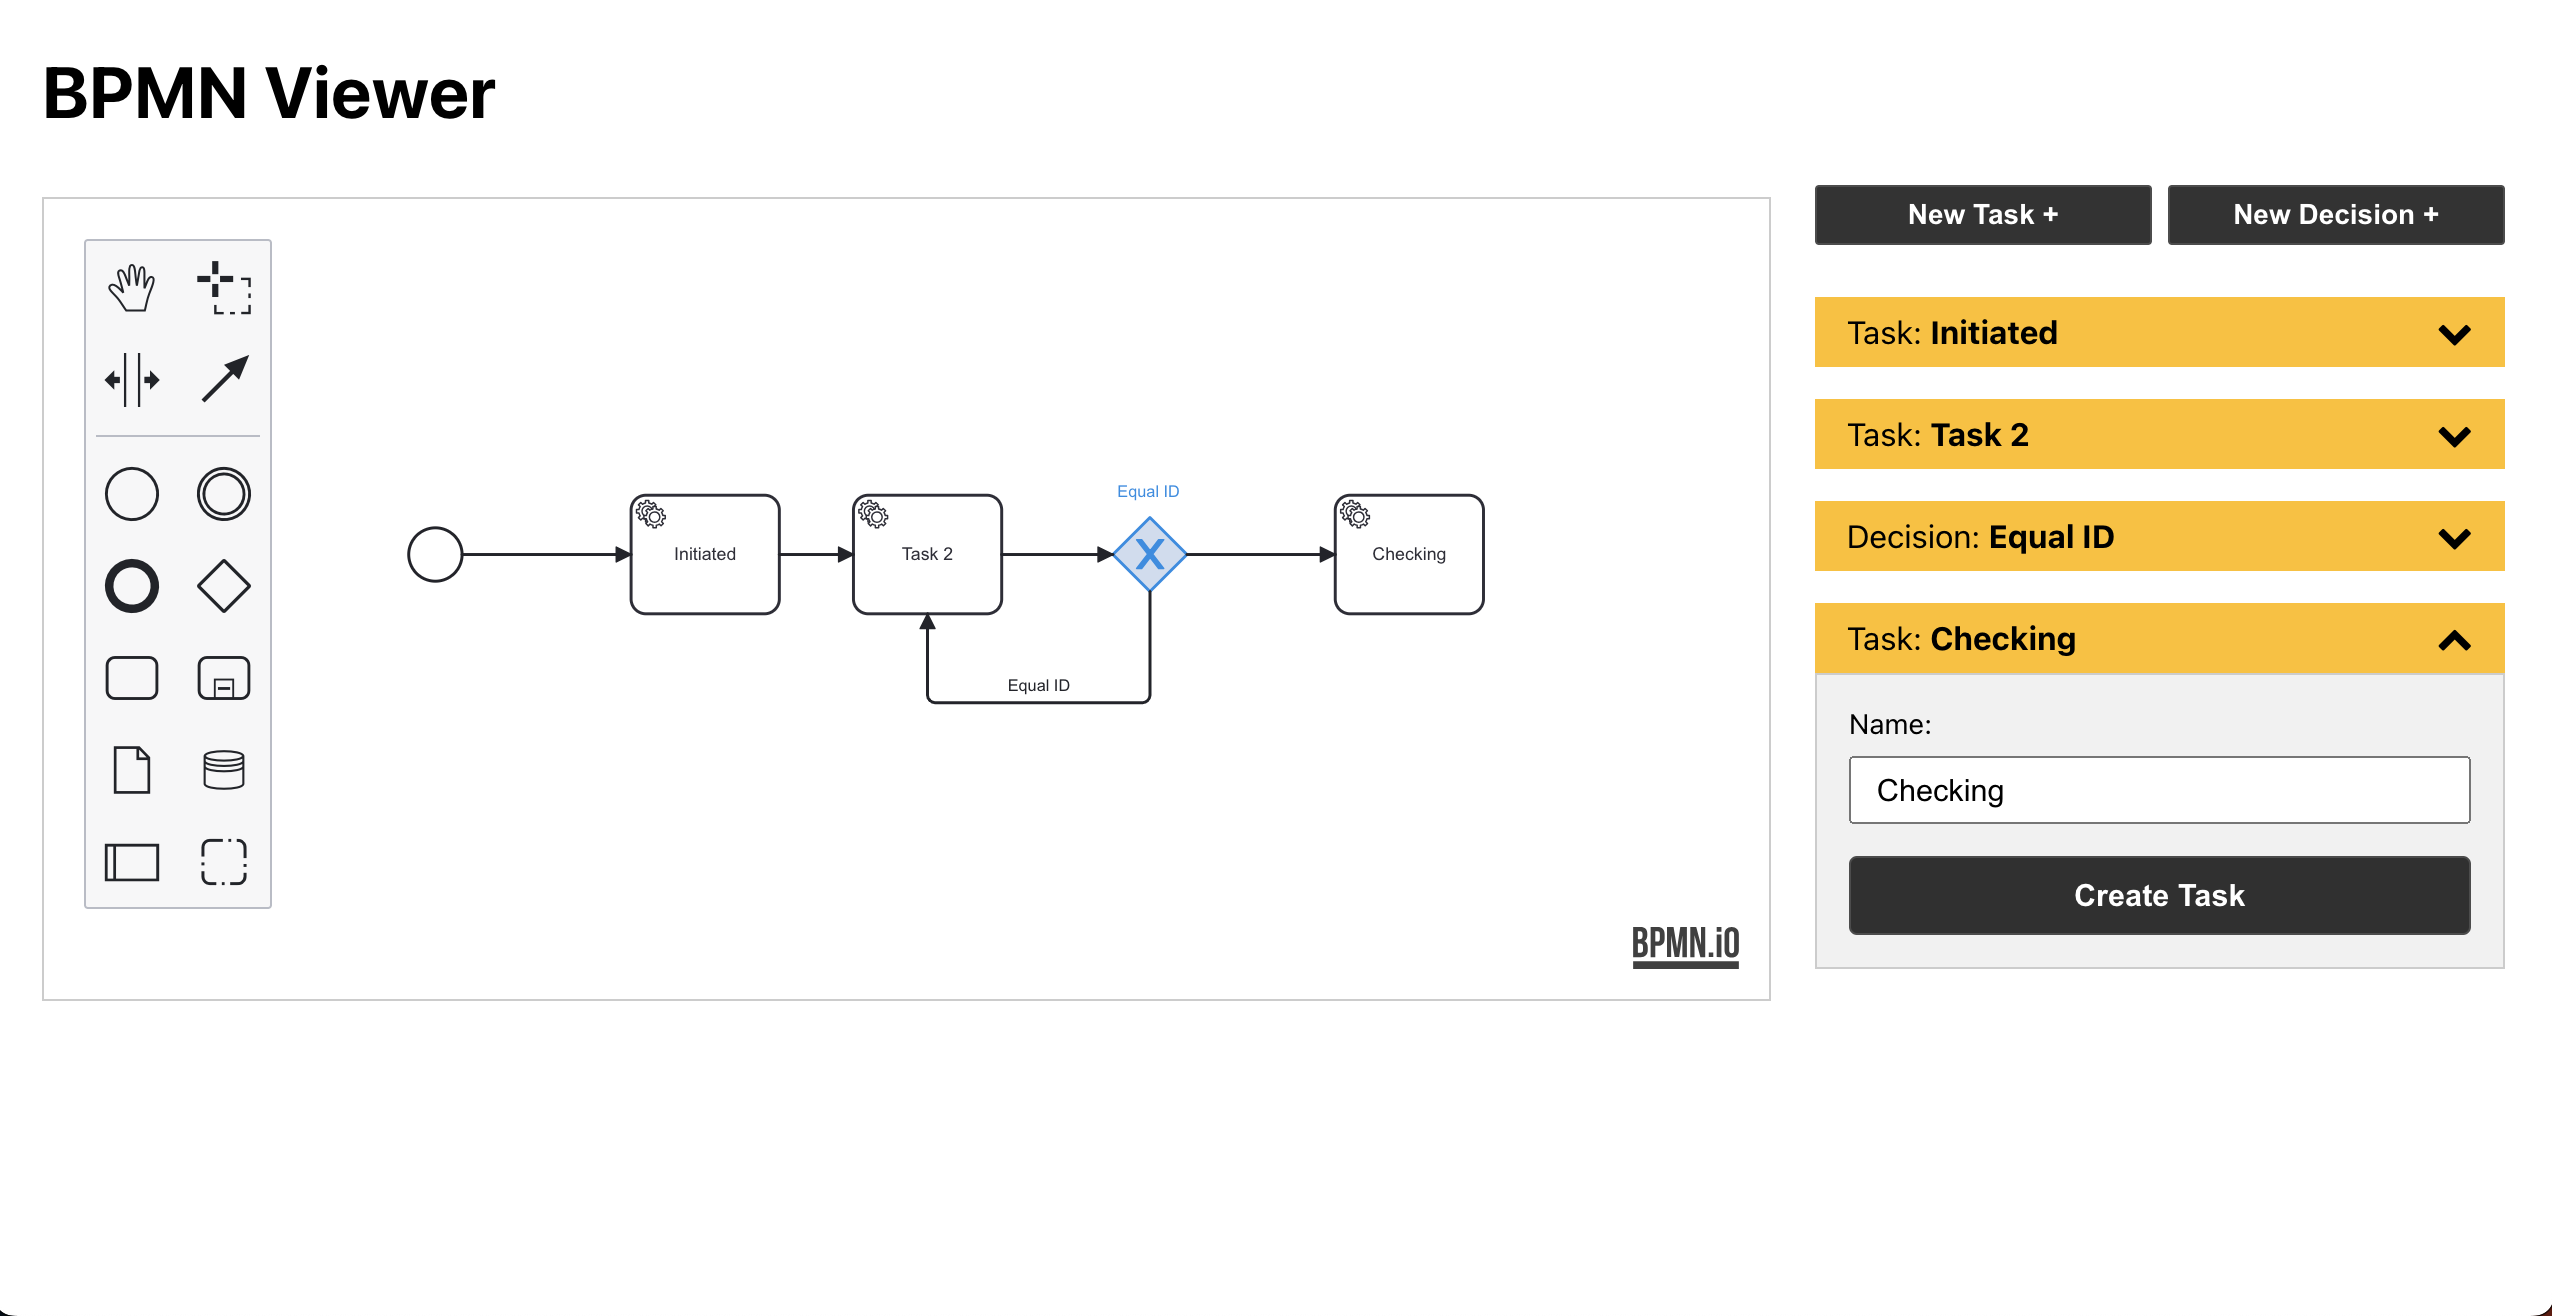 BPMN Viewer
New Task +
New Decision +
Task: Initiated
Task: Task 2
Decision: Equal ID
Task: Checking
Name:
Checking
Create Task
Equal ID
Initiated
Task 2
X
Checking
Equal ID
BPMN.iO